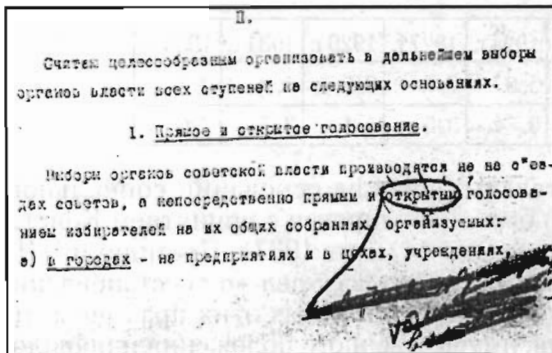 II.
Считая целесообразным организовать в дальнейшем выборы
органов власти всех ступеней на следующих основаниях.
1. Прямое и открытое голосование.
Выборы органов советской власти производятся не на с"ез-
дах советов, а непосредственно прямым и открытым голосова-
нием избирателей на их общих собраниях, организуемых:
а) в городах - на предприятиях и в цехах, учреждениях,